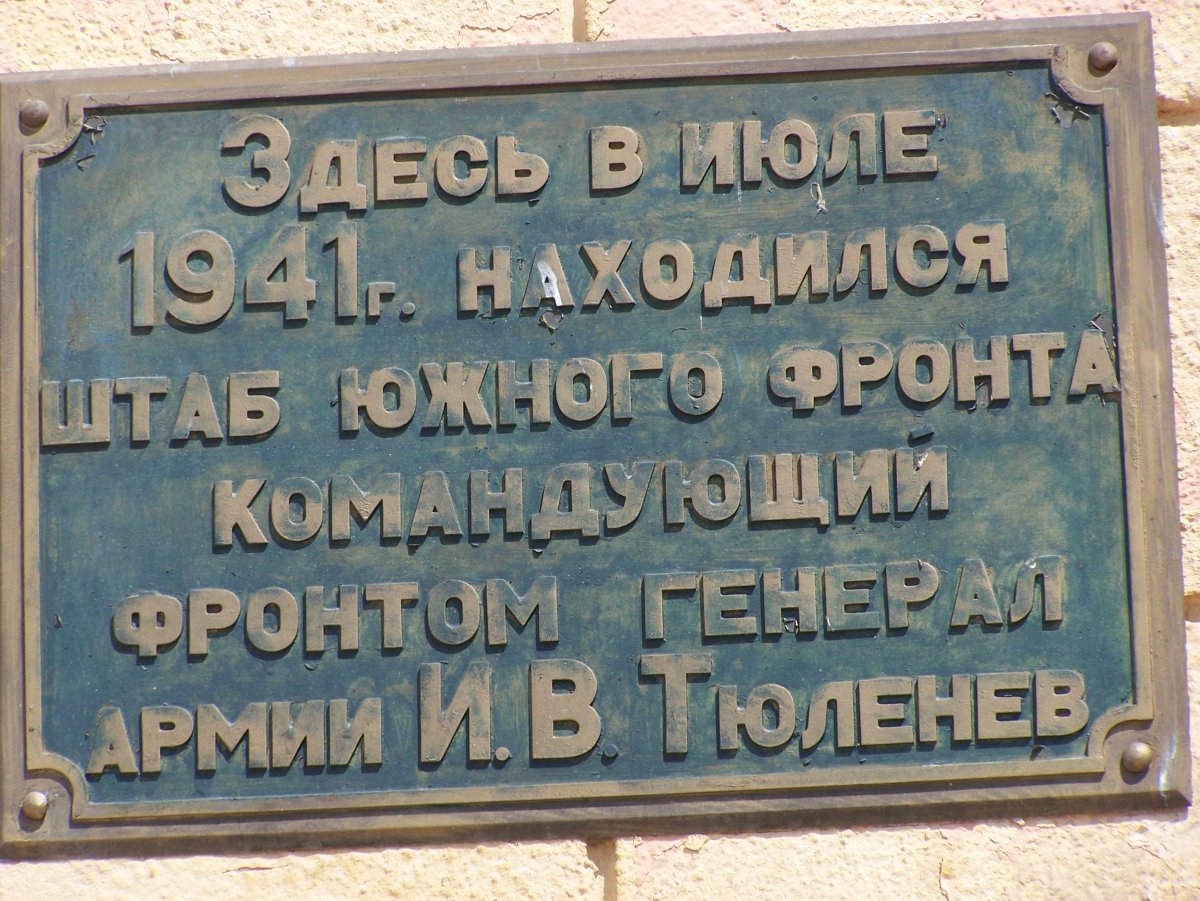 Здесь в июле
1941г. находился
штаб Южного фронта
командующий
фронтом генерал
армии И.В. Тюленев